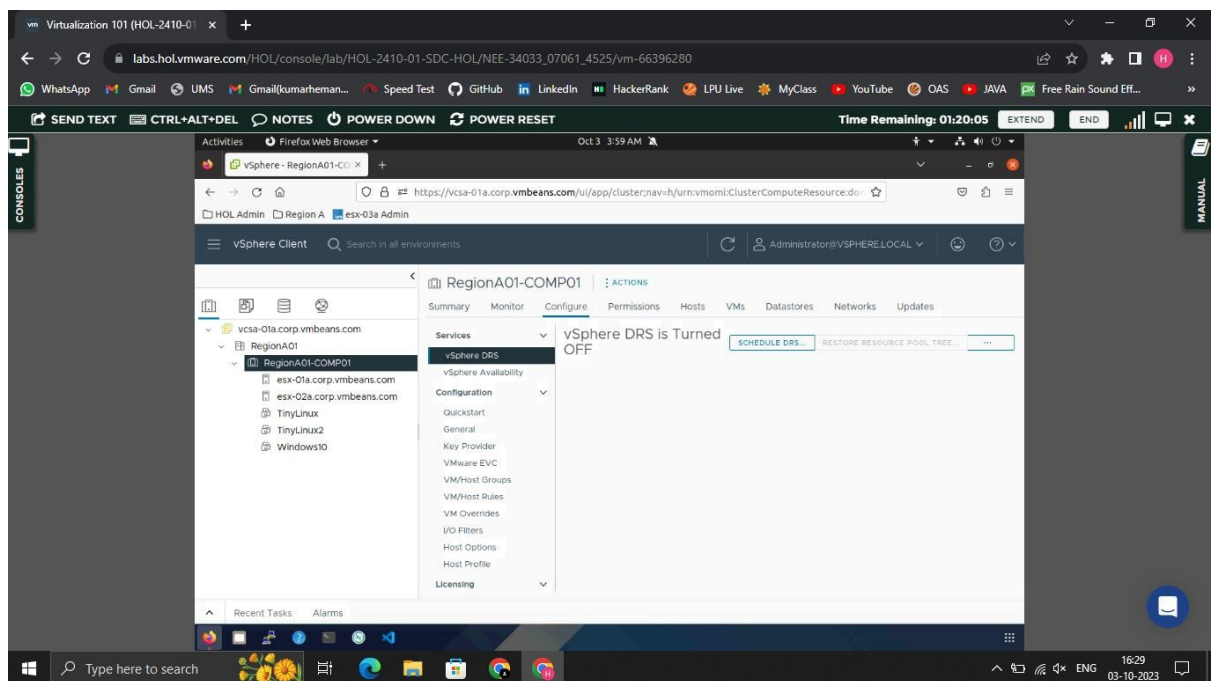 vm Virtualization 101 (HOL-2410-01
labs.hol.vmware.com/HOL/console/lab/HOL-2410-01-SDC-HOL/NEE-34033_07061_4525/vm-66396280
H
WhatsApp Gmail UMS Gmail(kumarheman... Speed Test GitHub LinkedIn HackerRank LPU Live MyClass YouTube OAS JAVA Free Rain Sound Eff... »
SEND TEXT CTRL+ALT+DEL NOTES POWER DOWN POWER RESET Time Remaining: 01:20:05 EXTEND END
CONSOLES
MANUAL
Activities Firefox Web Browser Oct 3 3:59 AM
vSphere - RegionA01-CO
https://vcsa-01a.corp.vmbeans.com/ui/app/cluster;nav=h/urn:vmomi:ClusterComputeResource:do
HOL Admin Region A esx-03a Admin
vSphere Client Search in all environments Administrator@VSPHERE.LOCAL
RegionA01-COMP01 ACTIONS
Summary Monitor Configure Permissions Hosts VMs Datastores Networks Updates
vcsa-01a.corp.vmbeans.com
RegionA01
RegionA01-COMP01
esx-01a.corp.vmbeans.com
esx-02a.corp.vmbeans.com
TinyLinux
TinyLinux2
Windows10
Services
vSphere DRS
vSphere Availability
Configuration
Quickstart
General
Key Provider
VMware EVC
VM/Host Groups
VM/Host Rules
VM Overrides
I/O Filters
Host Options
Host Profile
Licensing
vSphere DRS is Turned
OFF
SCHEDULE DRS... RESTORE RESOURCE POOL TREE... ...
Recent Tasks Alarms
Type here to search
ENG
16:29
03-10-2023